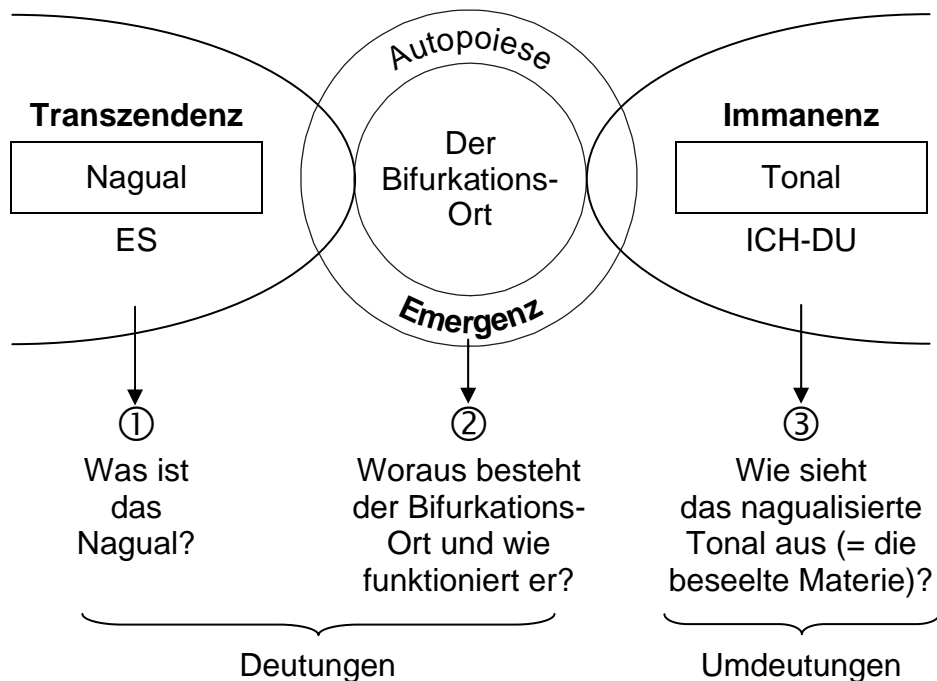 Autopoiese
Transzendenz
Nagual
ES
Der
Bifurkations-
Ort
Emergenz
Immanenz
Tonal
ICH-DU
①
Was ist
das
Nagual?
②
Woraus besteht
der Bifurkations-
Ort und wie
funktioniert er?
③
Wie sieht
das nagualisierte
Tonal aus (= die
beseelte Materie)?
Deutungen
Umdeutungen